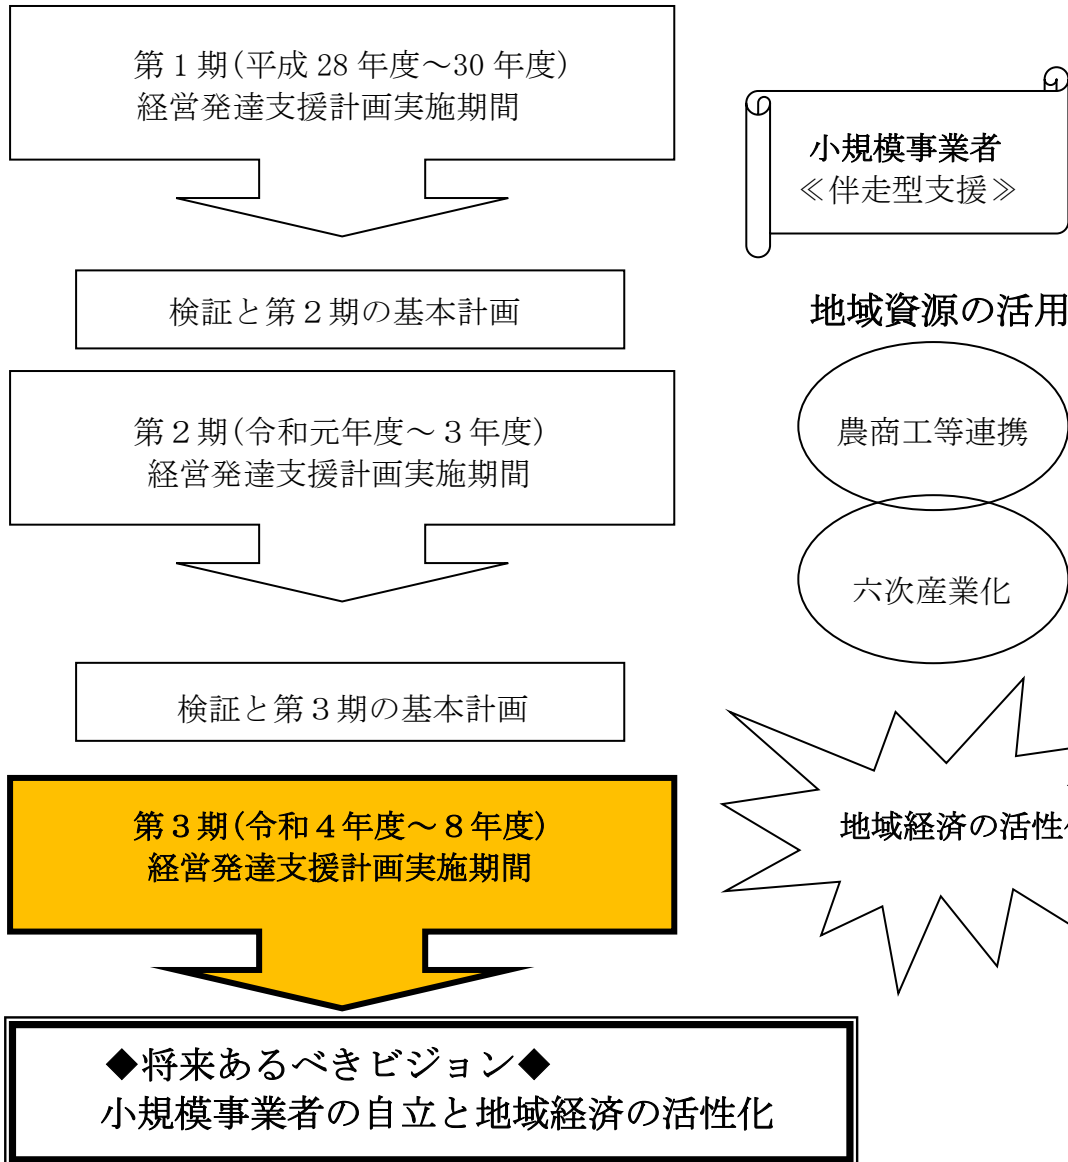 第１期(平成 28 年度～30 年度)
経営発達支援計画実施期間
検証と第２期の基本計画
第２期(令和元年度～３年度)
経営発達支援計画実施期間
検証と第３期の基本計画
第３期(令和４年度～８年度)
経営発達支援計画実施期間
◆将来あるべきビジョン◆
小規模事業者の自立と地域経済の活性化
小規模事業者
≪伴走型支援≫
地域資源の活用
農商工等連携
六次産業化
地域経済の活性